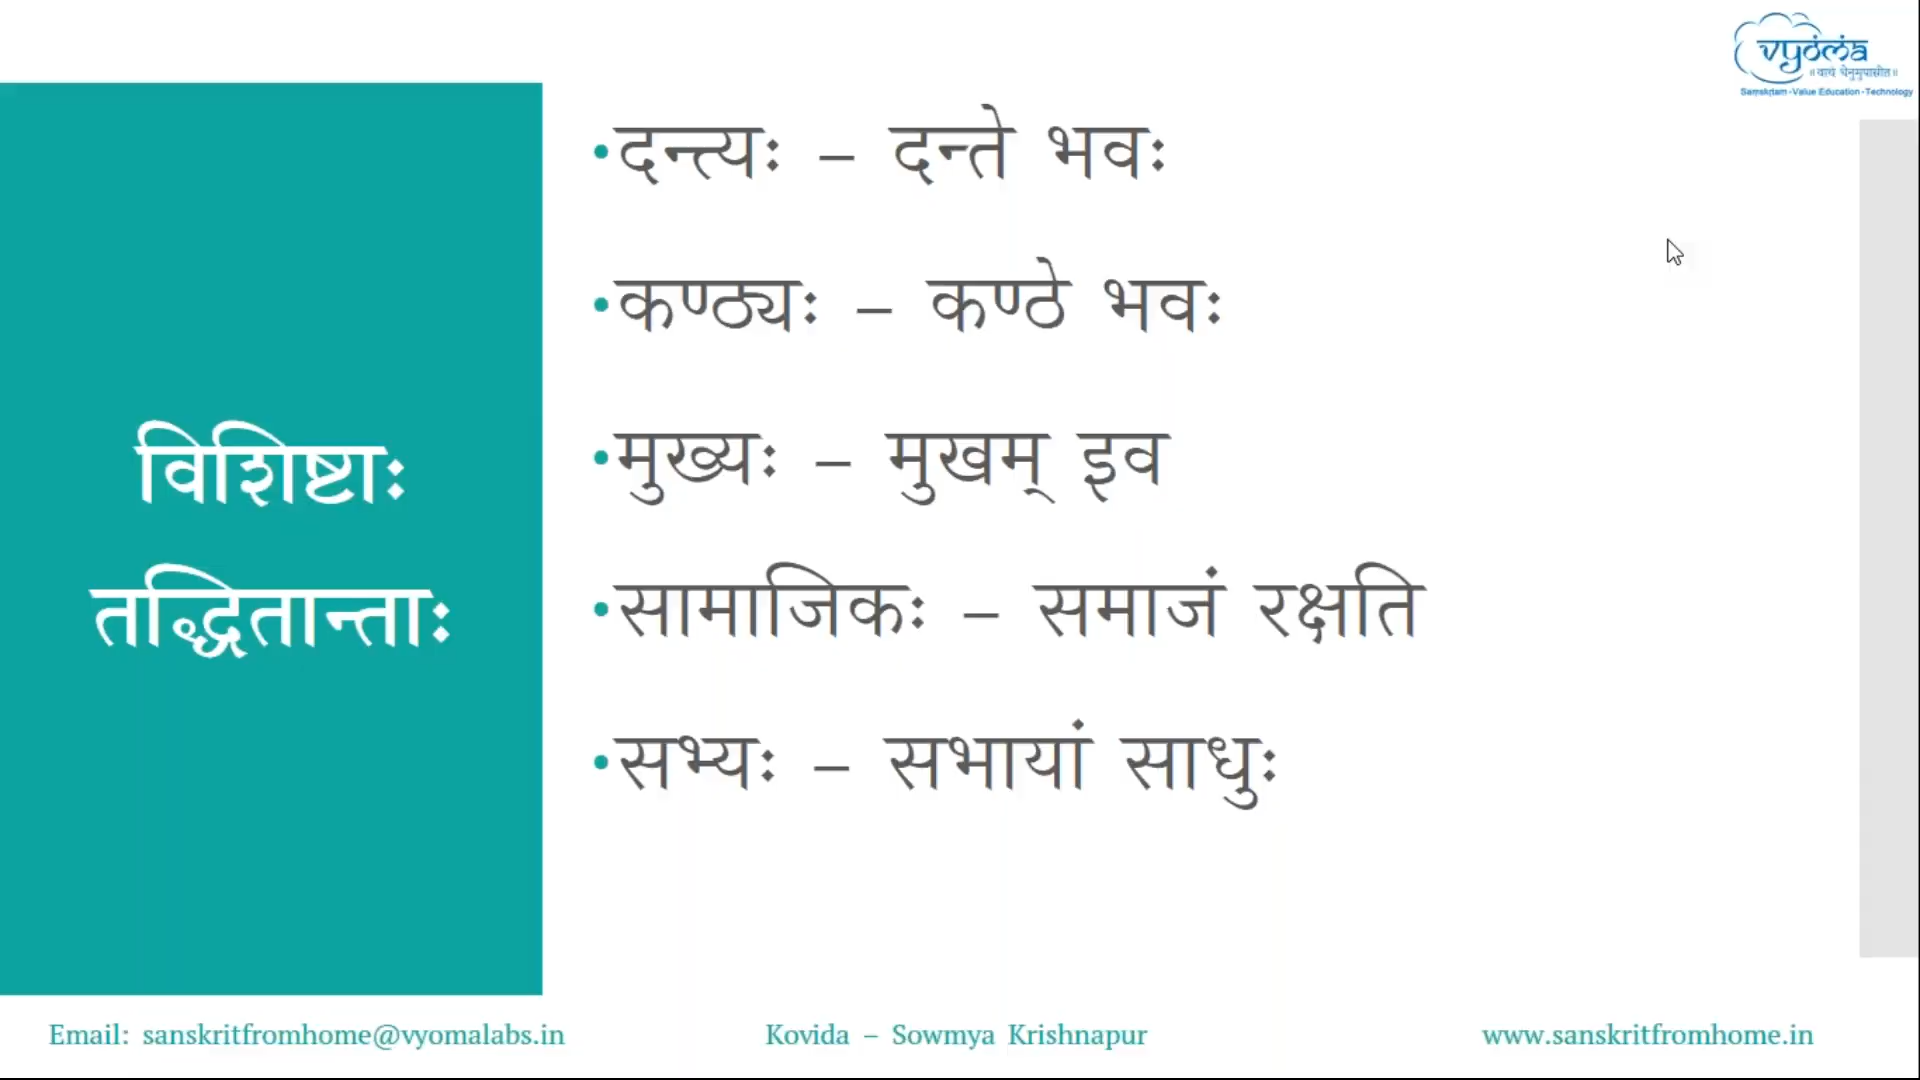 vyoma
॥ वाचं धेनुमुपासीत॥
Saṃskṛtam - Value Education - Technology
विशिष्टाः
तद्धितान्ताः
•दन्त्यः – दन्ते भवः
•कण्ठ्यः – कण्ठे भवः
•मुख्यः – मुखम् इव
•सामाजिकः – समाजं रक्षति
•सभ्यः – सभायां साधुः
Email: sanskritfromhome@vyomalabs.in
Kovida – Sowmya Krishnapur
www.sanskritfromhome.in